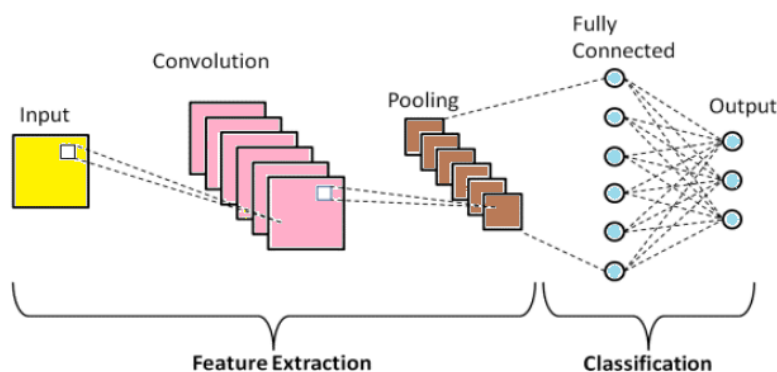 Input
Convolution
Pooling
Fully
Connected
Output
Feature Extraction
Classification